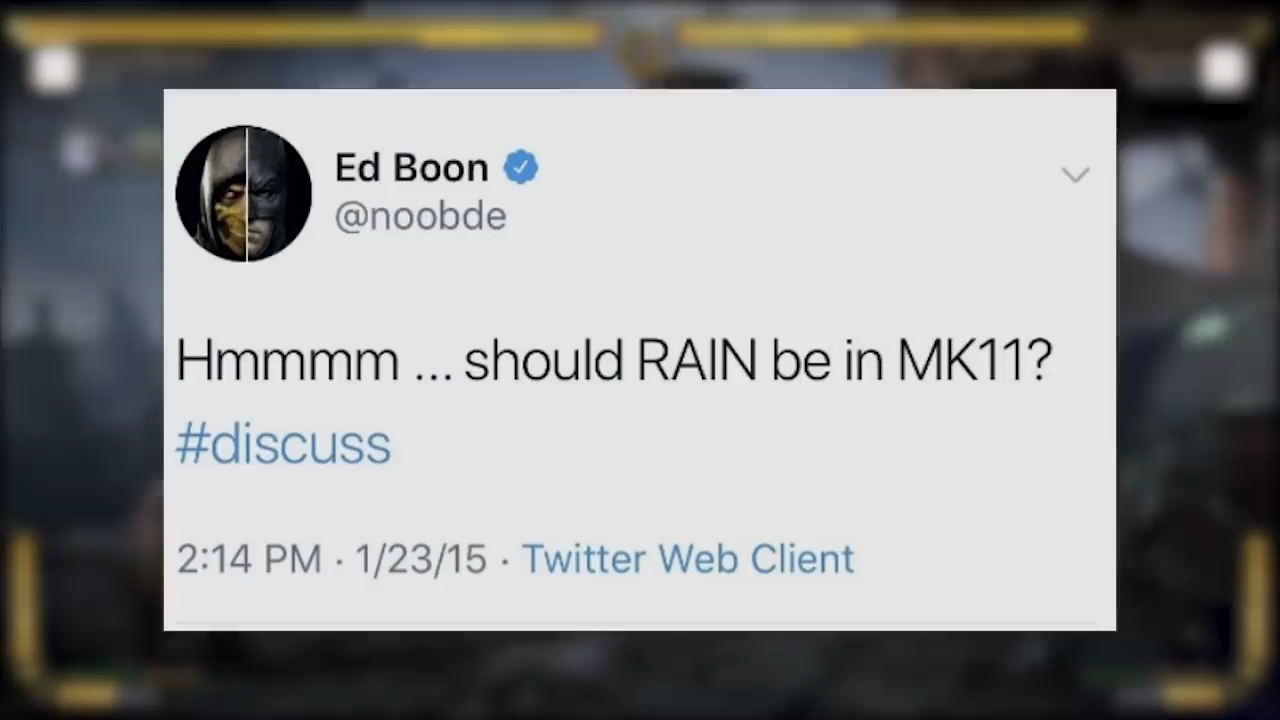 Ed Boon
@noobde
Hmmmm ... should RAIN be in MK11?
#discuss
2:14 PM · 1/23/15 · Twitter Web Client